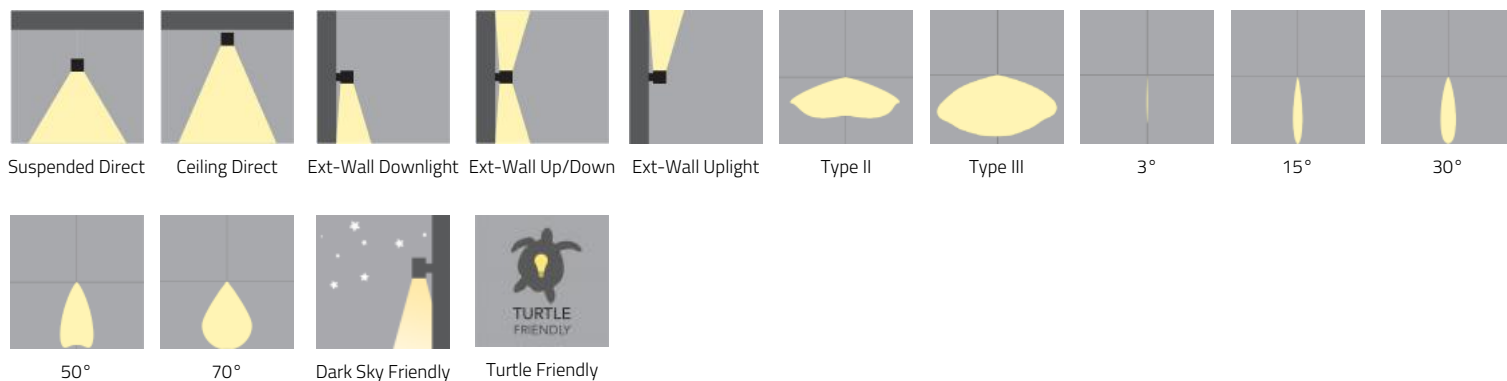 Suspended Direct
Ceiling Direct
Ext-Wall Downlight
Ext-Wall Up/Down
Ext-Wall Uplight
Type II
Type III
3°
15°
30°
TURTLE
FRIENDLY
50°
70°
Dark Sky Friendly
Turtle Friendly